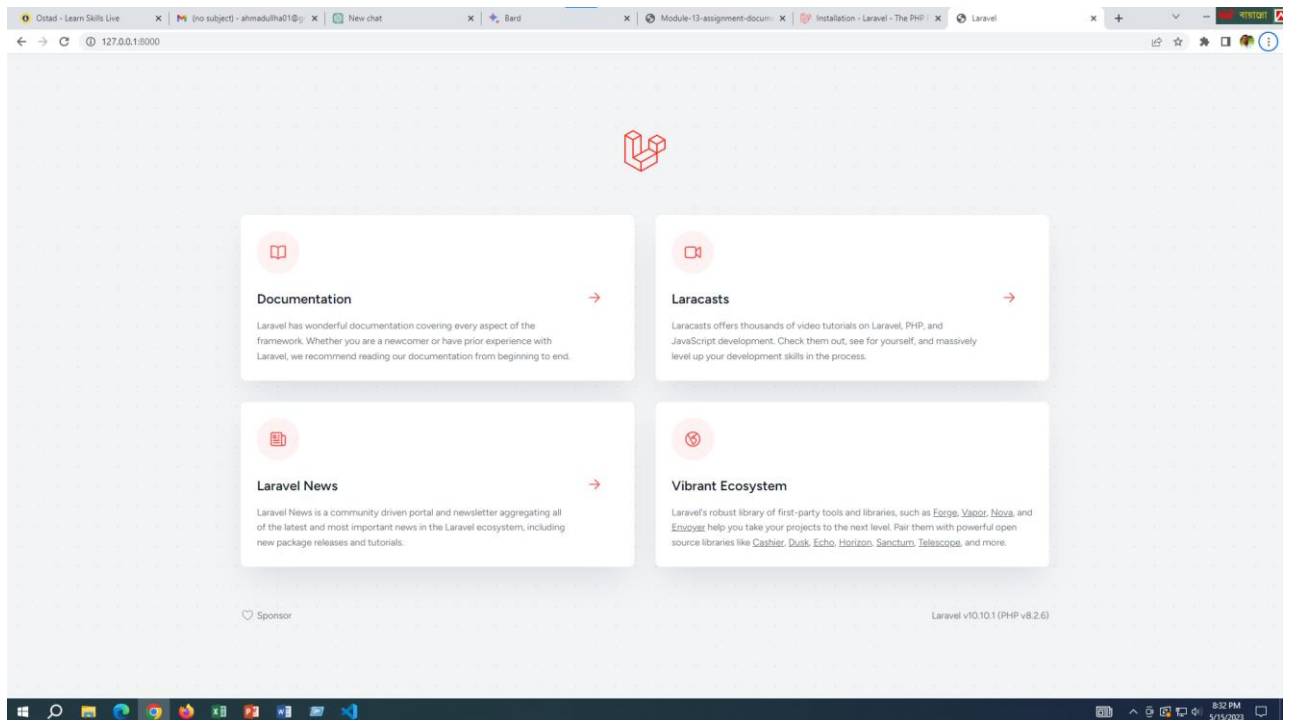 Ostad - Learn Skills Live
(no subject) - ahmadullha01@g
New chat
Bard
Module-13-assignment-docum
Installation - Laravel - The PHP
Laravel
127.0.0.1:8000
Documentation
Laravel has wonderful documentation covering every aspect of the
framework. Whether you are a newcomer or have prior experience with
Laravel, we recommend reading our documentation from beginning to end.
Laracasts
Laracasts offers thousands of video tutorials on Laravel, PHP, and
JavaScript development. Check them out, see for yourself, and massively
level up your development skills in the process.
Laravel News
Laravel News is a community driven portal and newsletter aggregating all
of the latest and most important news in the Laravel ecosystem, including
new package releases and tutorials.
Vibrant Ecosystem
Laravel's robust library of first-party tools and libraries, such as Forge, Vapor, Nova, and
Envoyer help you take your projects to the next level. Pair them with powerful open
source libraries like Cashier, Dusk, Echo, Horizon, Sanctum, Telescope, and more.
Sponsor
Laravel v10.10.1 (PHP v8.2.6)
8:32 PM
5/15/2023